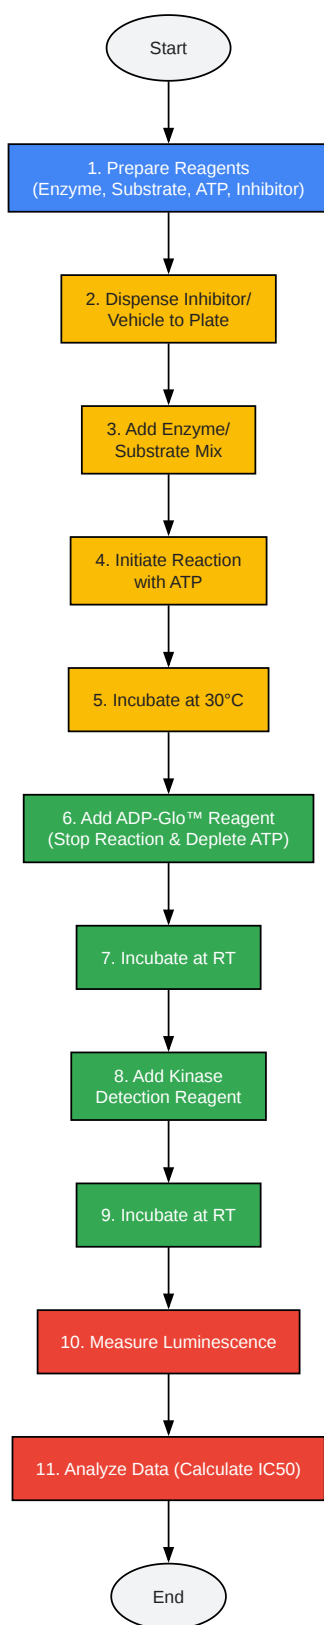 Start
1. Prepare Reagents
(Enzyme, Substrate, ATP, Inhibitor)
2. Dispense Inhibitor/
Vehicle to Plate
3. Add Enzyme/
Substrate Mix
4. Initiate Reaction
with ATP
5. Incubate at 30°C
6. Add ADP-Glo™ Reagent
(Stop Reaction & Deplete ATP)
7. Incubate at RT
8. Add Kinase
Detection Reagent
9. Incubate at RT
10. Measure Luminescence
11. Analyze Data (Calculate IC50)
End